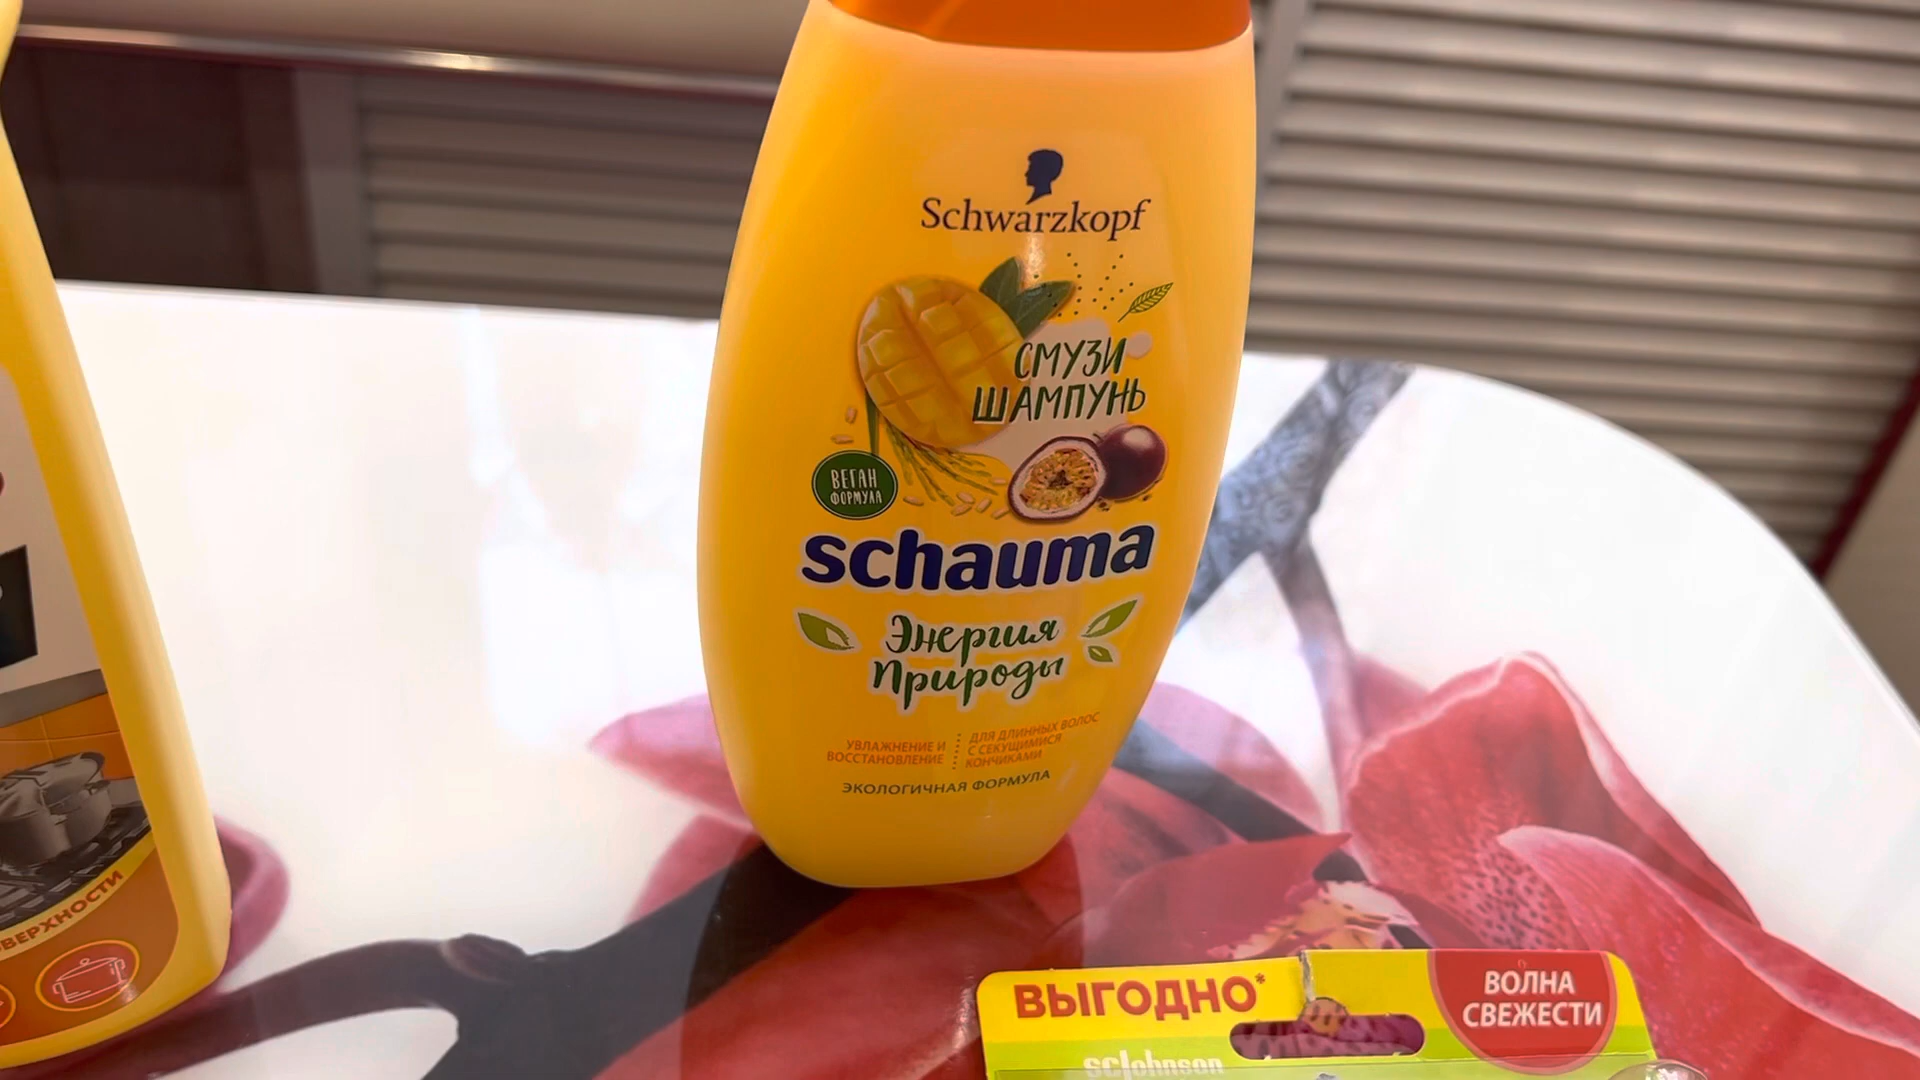 Schwarzkopf
СМУЗИ
ШАМПУНЬ
ВЕГАН
ФОРМУЛА
schauma
Энергия
Природы
УВЛАЖНЕНИЕ И
ВОССТАНОВЛЕНИЕ
ДЛЯ ДЛИННЫХ ВОЛОС
С СЕКУЩИМИСЯ
КОНЧИКАМИ
ЭКОЛОГИЧНАЯ ФОРМУЛА
ВЫГОДНО*
ВОЛНА
СВЕЖЕСТИ
scjohnson